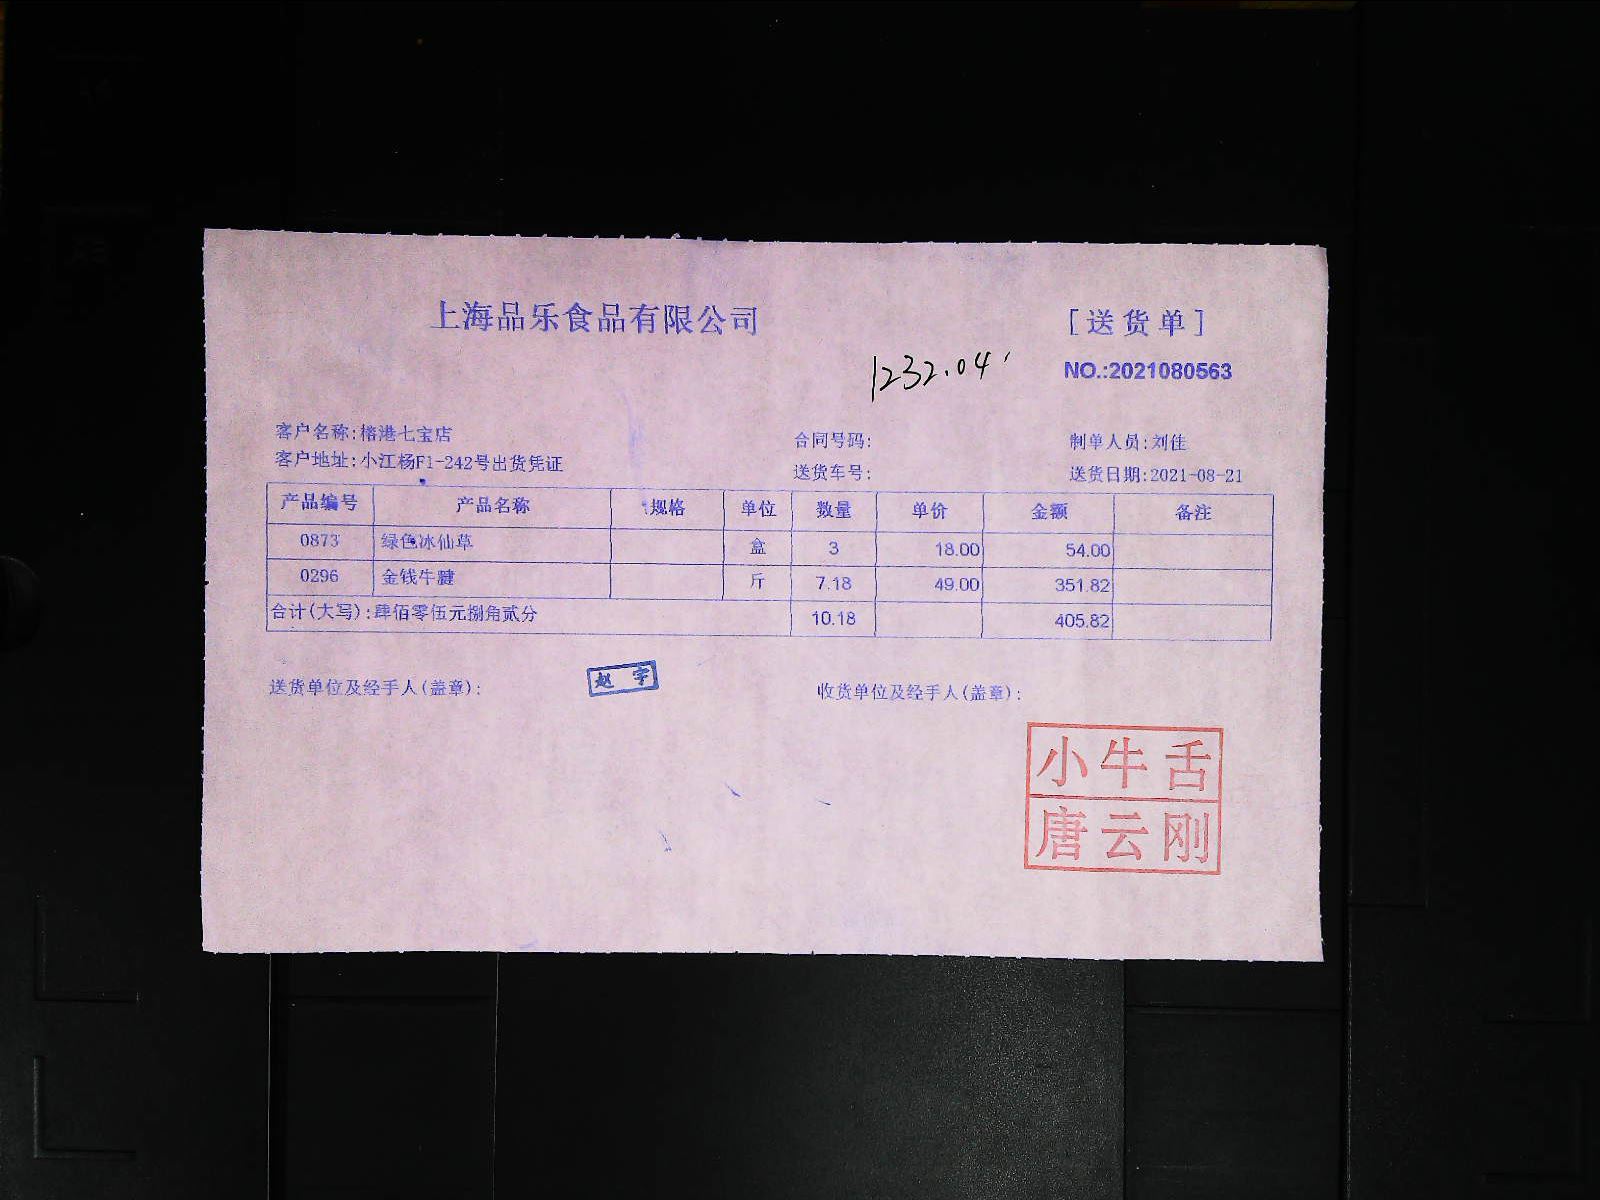 上海品乐食品有限公司 [送货单]
1232.04
NO.:2021080563
客户名称:榕港七宝店 合同号码: 制单人员:刘佳
客户地址:小江杨F1-242号出货凭证 送货车号: 送货日期:2021-08-21
产品编号 产品名称 规格 单位 数量 单价 金额 备注
0873 绿色冰仙草 盒 3 18.00 54.00
0296 金钱牛腱 斤 7.18 49.00 351.82
合计(大写):肆佰零伍元捌角贰分 10.18 405.82
送货单位及经手人(盖章): 赵宇 收货单位及经手人(盖章):
小牛舌
唐云刚